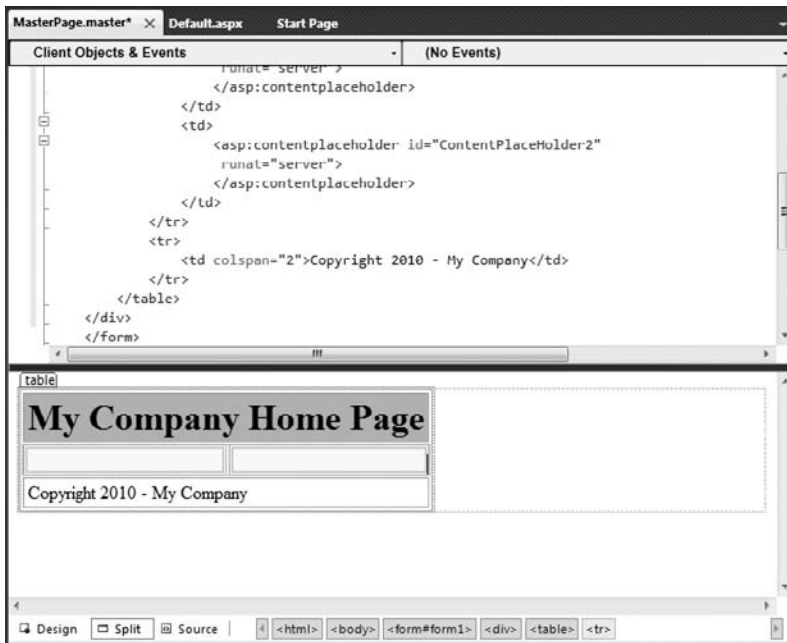 MasterPage.master* Default.aspx Start Page
Client Objects & Events (No Events)
runat="server">
</asp:contentplaceholder>
</td>
<td>
<asp:contentplaceholder id="ContentPlaceHolder2"
runat="server">
</asp:contentplaceholder>
</td>
</tr>
<tr>
<td colspan="2">Copyright 2010 - My Company</td>
</tr>
</table>
</div>
</form>
table
My Company Home Page
Copyright 2010 - My Company
Design Split Source <html> <body> <form#form1> <div> <table> <tr>